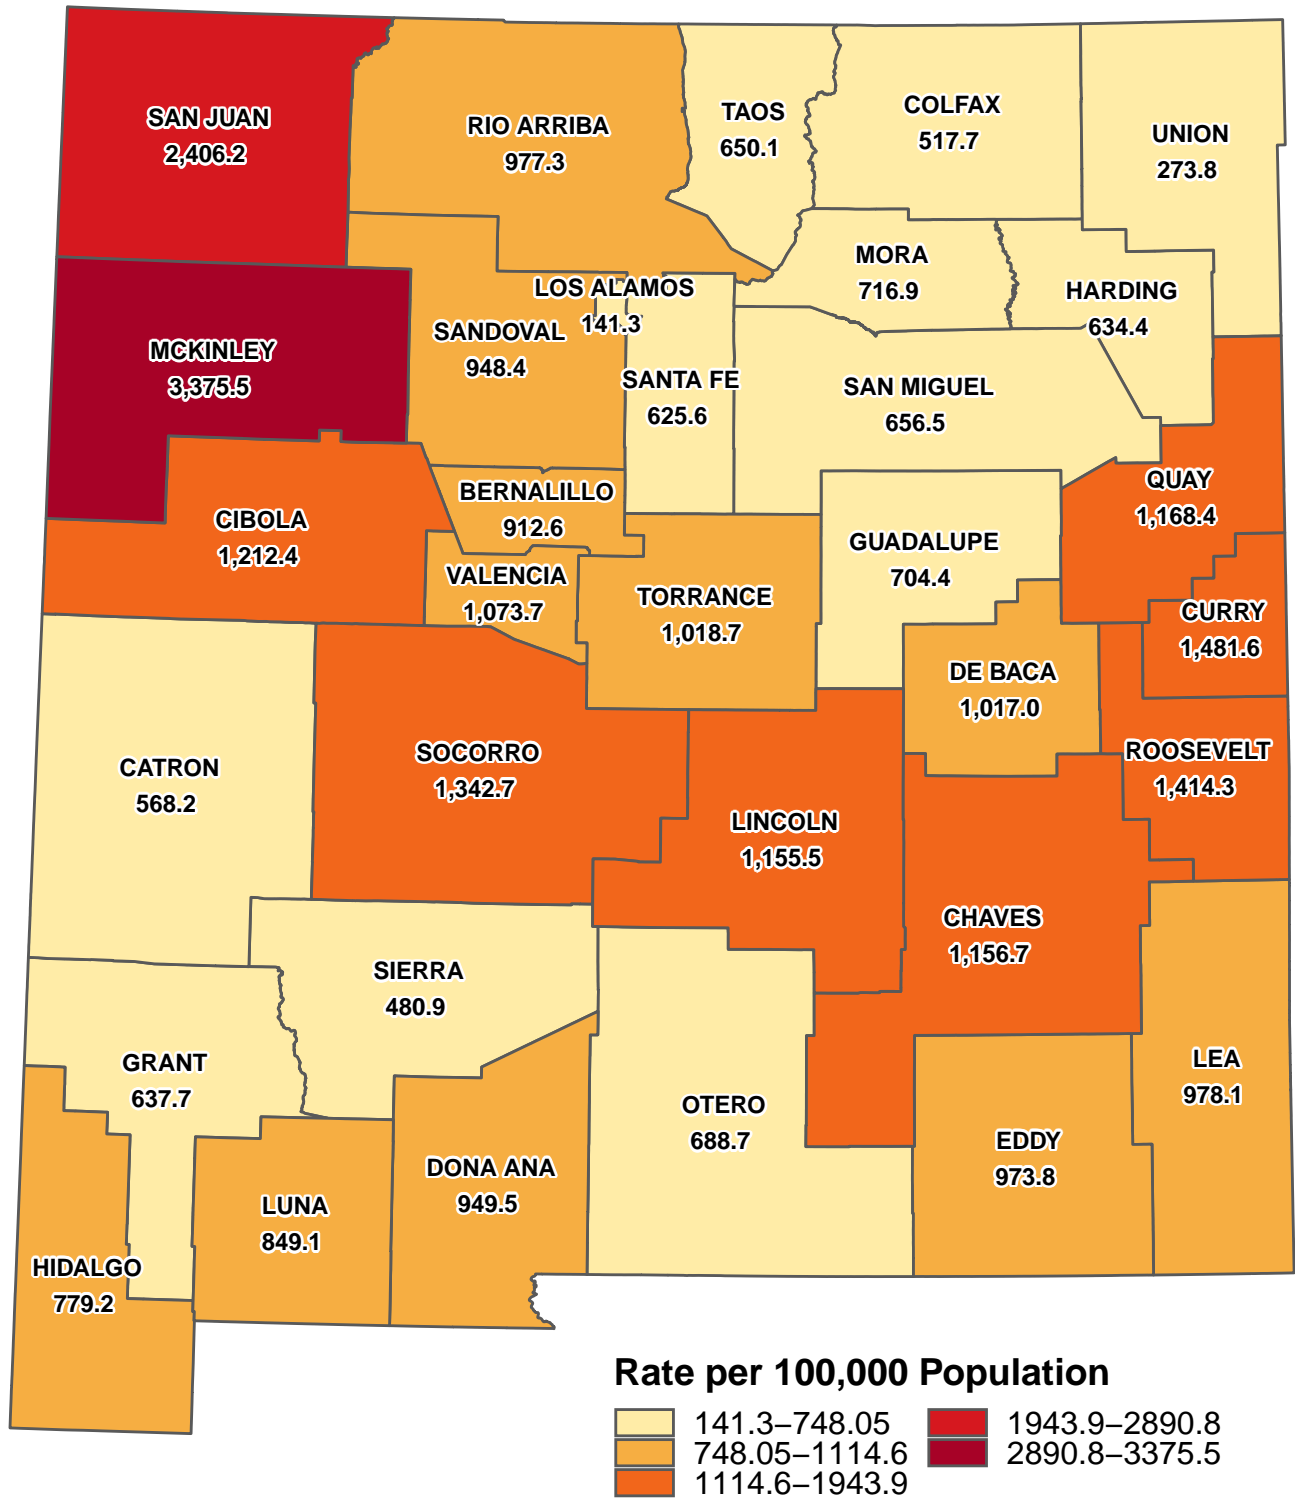 SAN JUAN
2,406.2
RIO ARRIBA
977.3
TAOS
650.1
COLFAX
517.7
UNION
273.8
MORA
716.9
HARDING
634.4
LOS ALAMOS
141.3
SANDOVAL
948.4
MCKINLEY
3,375.5
SANTA FE
625.6
SAN MIGUEL
656.5
QUAY
1,168.4
BERNALILLO
912.6
CIBOLA
1,212.4
GUADALUPE
704.4
VALENCIA
1,073.7
TORRANCE
1,018.7
CURRY
1,481.6
DE BACA
1,017.0
CATRON
568.2
SOCORRO
1,342.7
ROOSEVELT
1,414.3
LINCOLN
1,155.5
CHAVES
1,156.7
SIERRA
480.9
GRANT
637.7
LEA
978.1
OTERO
688.7
EDDY
973.8
DONA ANA
949.5
LUNA
849.1
HIDALGO
779.2
Rate per 100,000 Population
141.3–748.05
748.05–1114.6
1114.6–1943.9
1943.9–2890.8
2890.8–3375.5